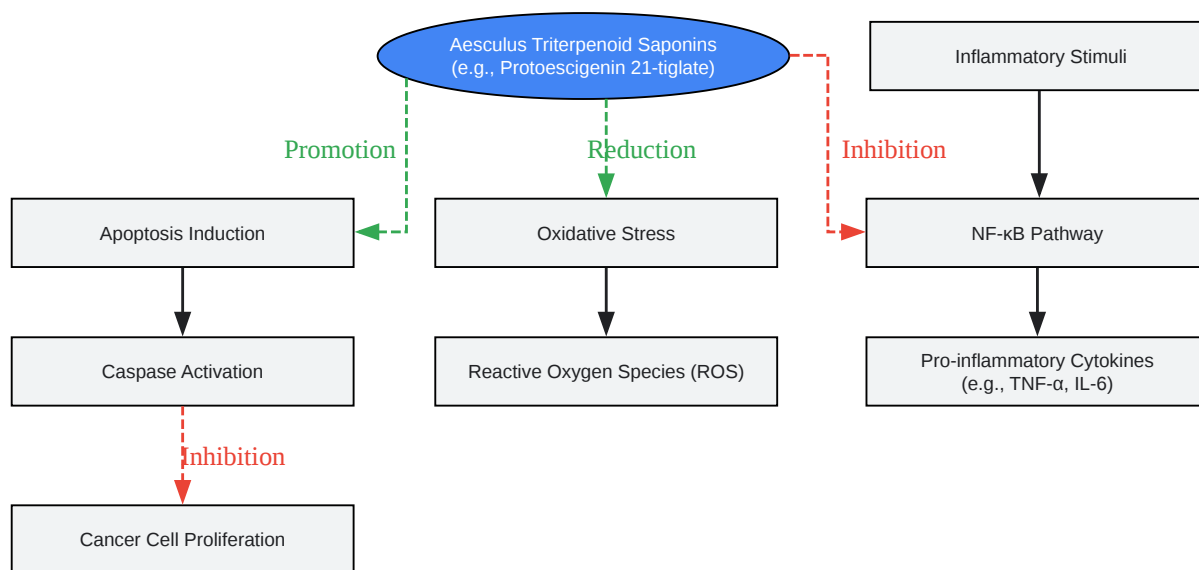 Aesculus Triterpenoid Saponins
(e.g., Protoescigenin 21-tiglate)
Inflammatory Stimuli
Promotion
Reduction
Inhibition
Apoptosis Induction
Oxidative Stress
NF-κB Pathway
Caspase Activation
Reactive Oxygen Species (ROS)
Pro-inflammatory Cytokines
(e.g., TNF-α, IL-6)
Inhibition
Cancer Cell Proliferation